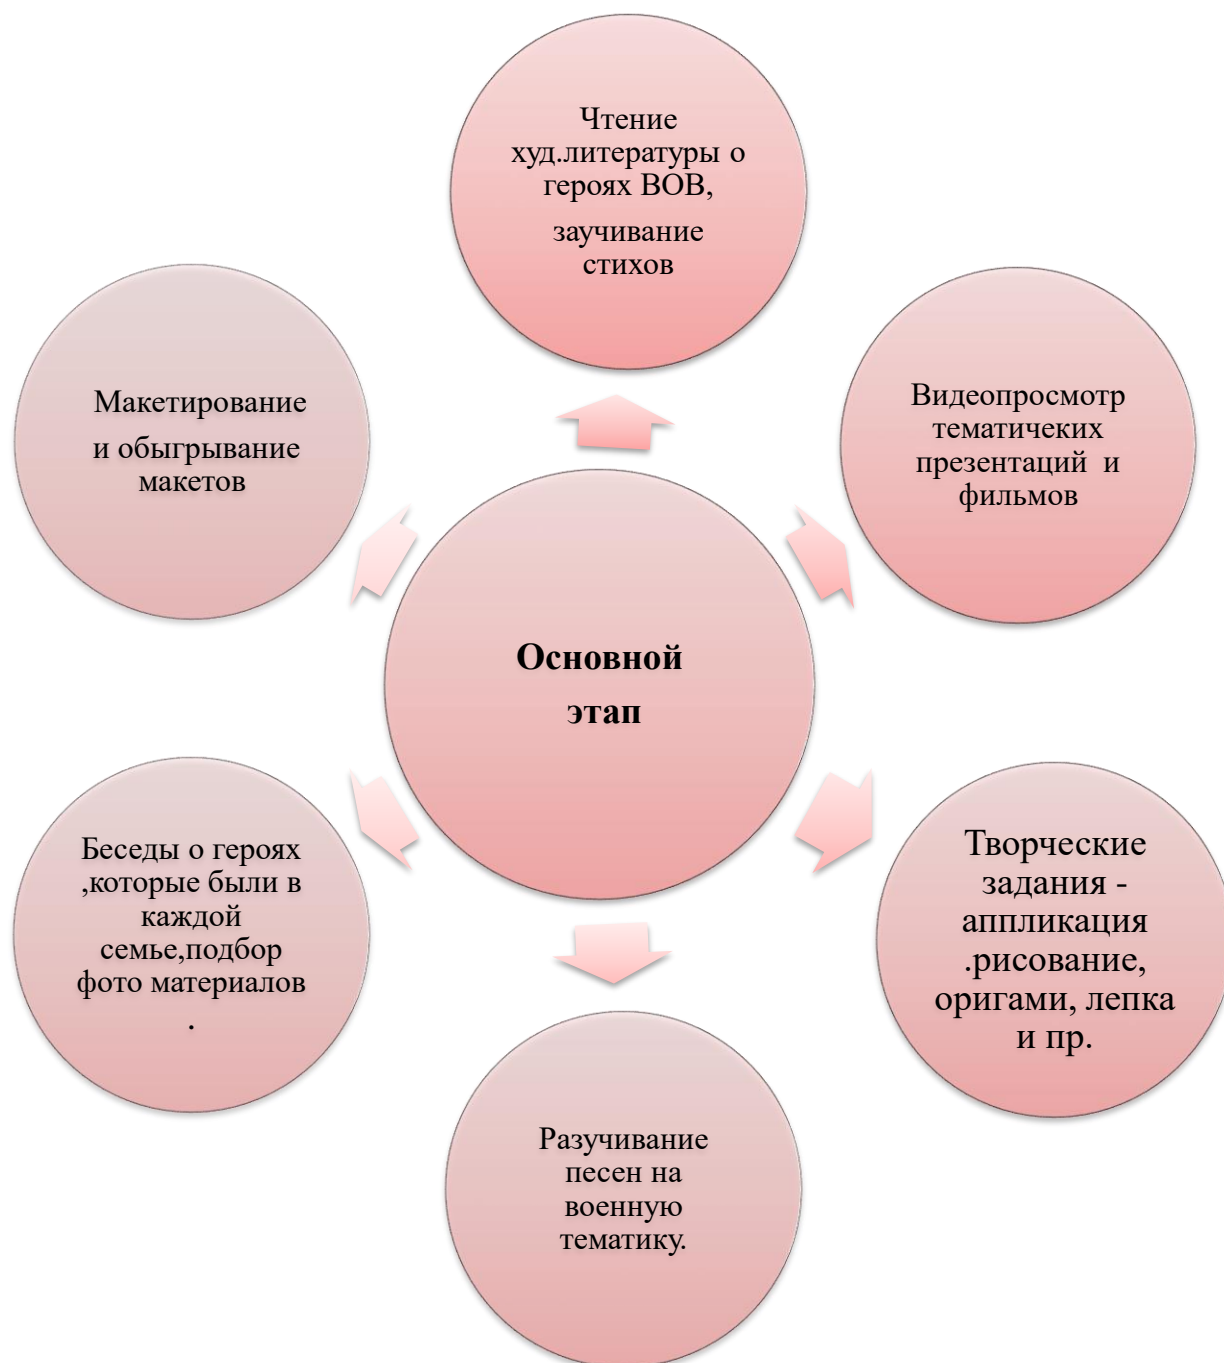 Чтение
худ.литературы о
героях ВОВ,
заучивание
стихов
Видеопросмотр
тематичеких
презентаций и
фильмов
Творческие
задания -
аппликация
.рисование,
оригами, лепка
и пр.
Разучивание
песен на
военную
тематику.
Беседы о героях
,которые были в
каждой
семье,подбор
фото материалов
.
Макетирование
и обыгрывание
макетов
Основной
этап